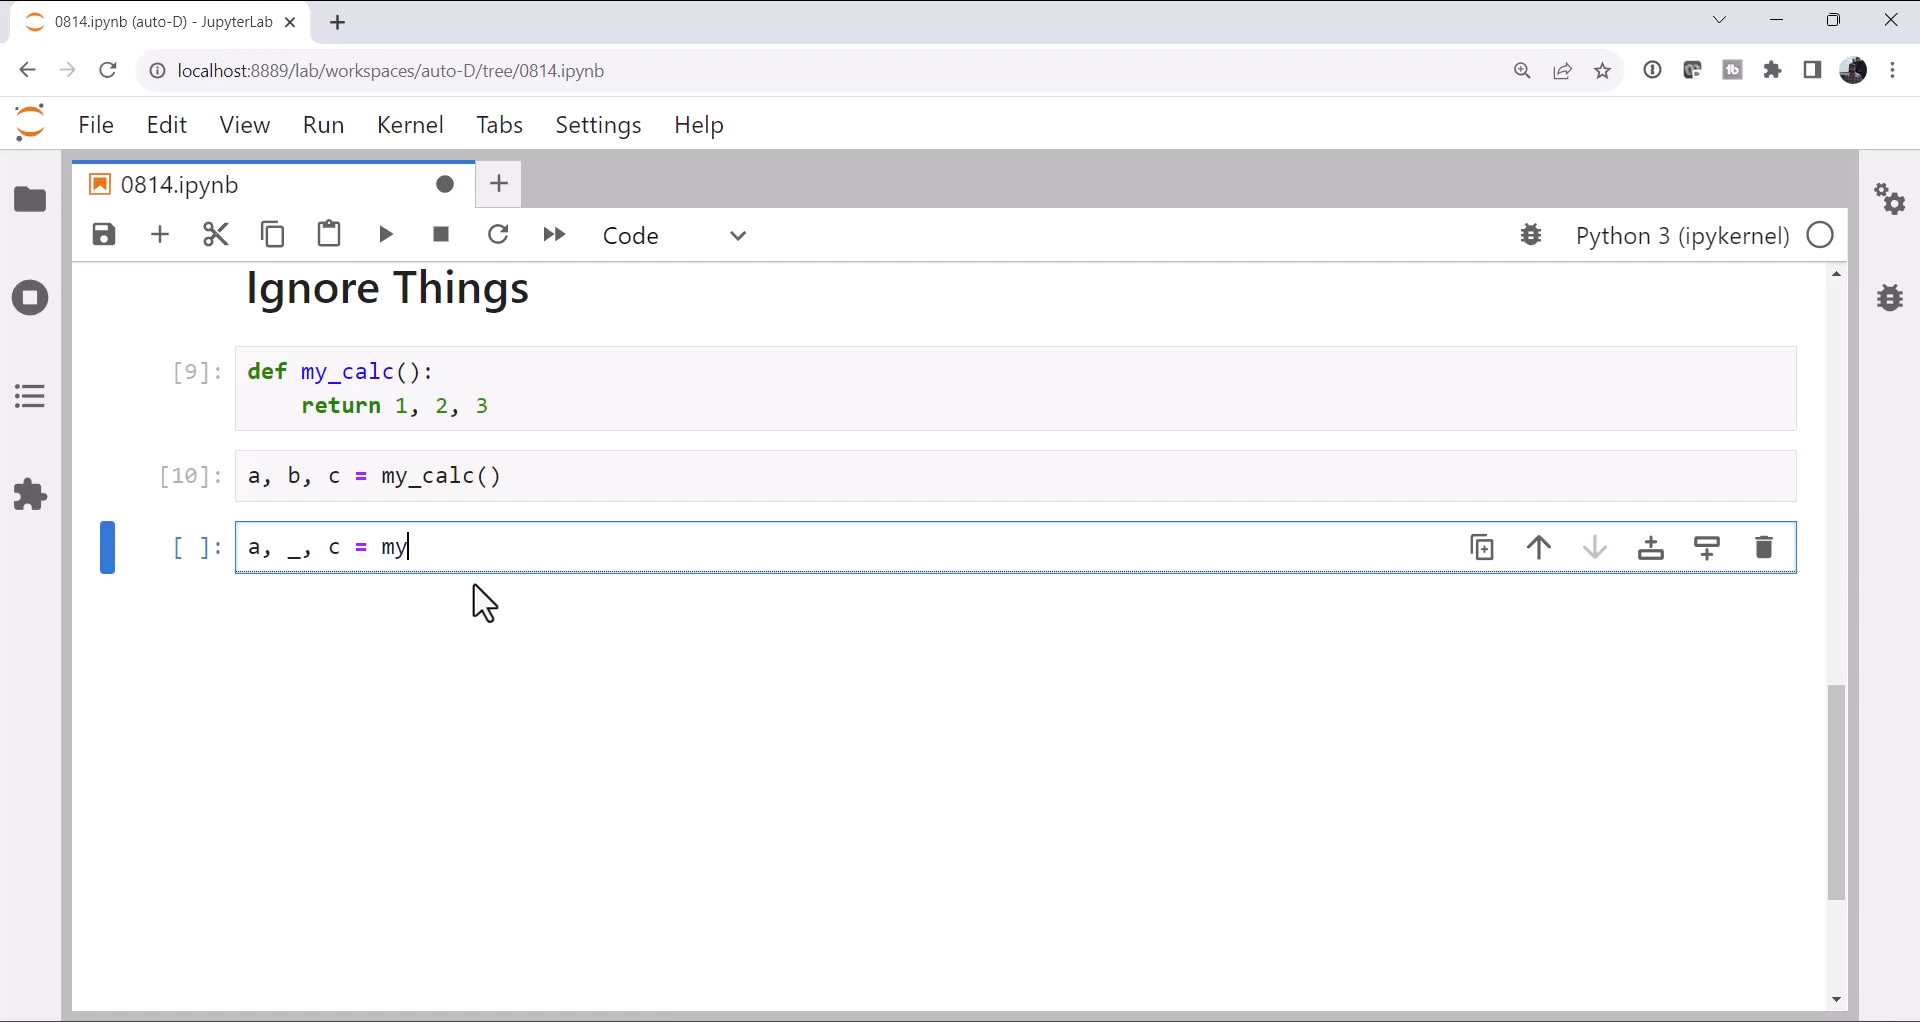 0814.ipynb (auto-D) - JupyterLab
localhost:8889/lab/workspaces/auto-D/tree/0814.ipynb
File Edit View Run Kernel Tabs Settings Help
0814.ipynb
Code Python 3 (ipykernel)
Ignore Things
[9]: def my_calc():
return 1, 2, 3
[10]: a, b, c = my_calc()
[ ]: a, _, c = my